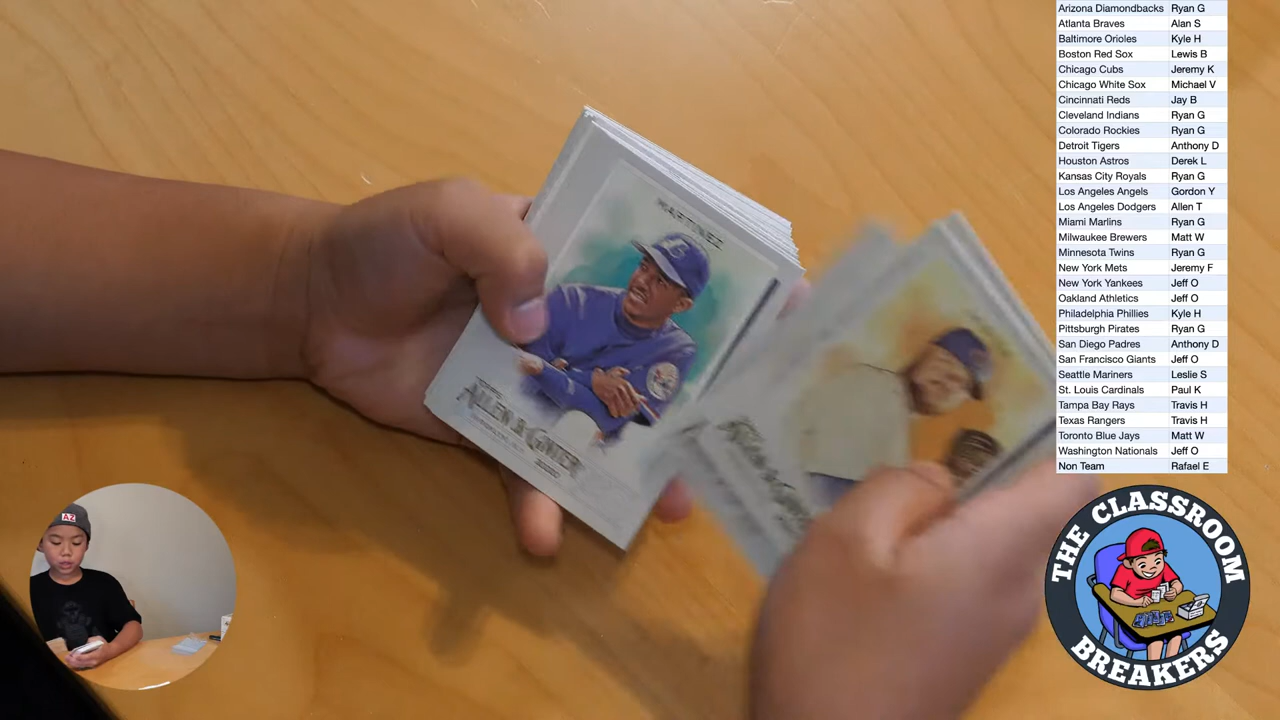 Arizona Diamondbacks Ryan G
Atlanta Braves Alan S
Baltimore Orioles Kyle H
Boston Red Sox Lewis B
Chicago Cubs Jeremy K
Chicago White Sox Michael V
Cincinnati Reds Jay B
Cleveland Indians Ryan G
Colorado Rockies Ryan G
Detroit Tigers Anthony D
Houston Astros Derek L
Kansas City Royals Ryan G
Los Angeles Angels Gordon Y
Los Angeles Dodgers Allen T
Miami Marlins Ryan G
Milwaukee Brewers Matt W
Minnesota Twins Ryan G
New York Mets Jeremy F
New York Yankees Jeff O
Oakland Athletics Jeff O
Philadelphia Phillies Kyle H
Pittsburgh Pirates Ryan G
San Diego Padres Anthony D
San Francisco Giants Jeff O
Seattle Mariners Leslie S
St. Louis Cardinals Paul K
Tampa Bay Rays Travis H
Texas Rangers Travis H
Toronto Blue Jays Matt W
Washington Nationals Jeff O
Non Team Rafael E
MARTINEZ
TOPPS
ALLEN & GINTER
2020
AZ
THE CLASSROOM
BREAKERS